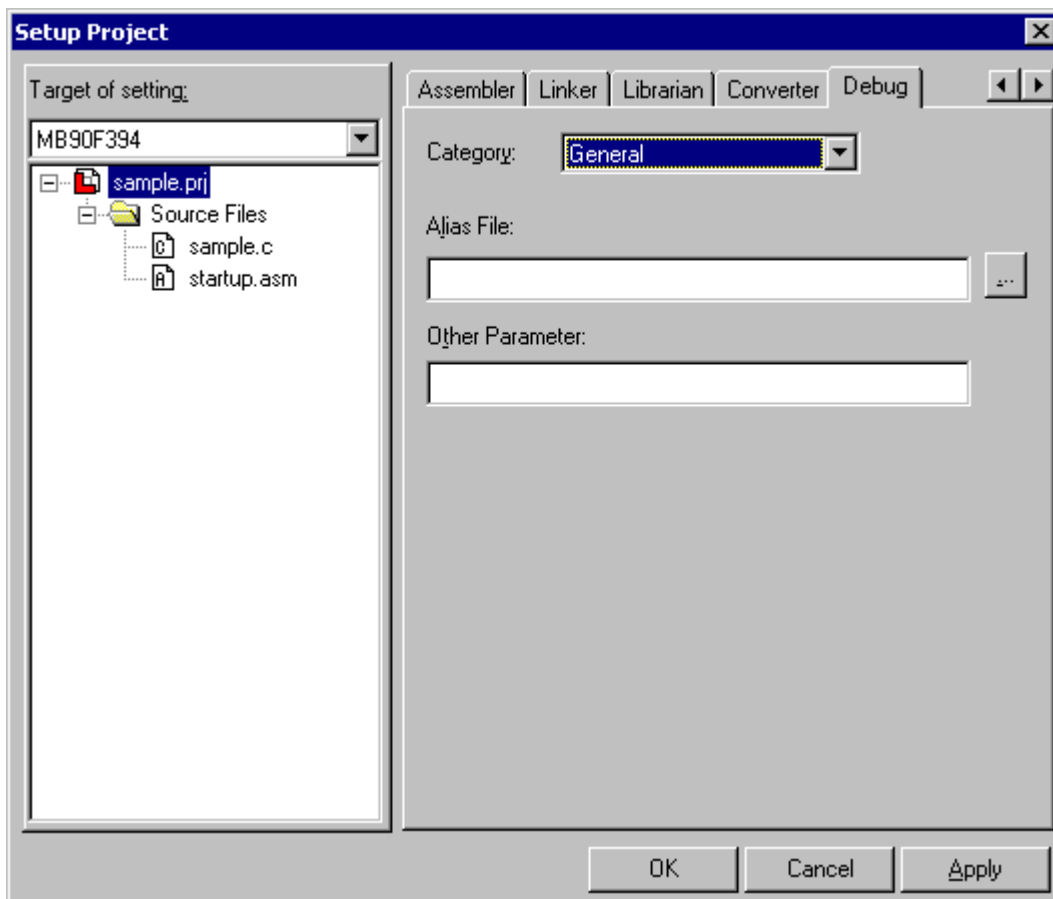 Setup Project
Target of setting:
MB90F394
sample.prj
Source Files
sample.c
startup.asm
Assembler Linker Librarian Converter Debug
Category: General
Alias File:
...
Other Parameter:
OK Cancel Apply